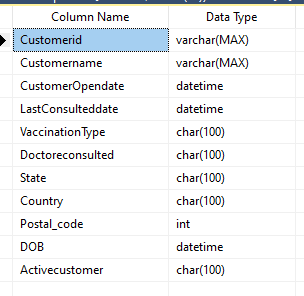 Column Name Data Type
Customerid varchar(MAX)
Customername varchar(MAX)
CustomerOpendate datetime
LastConsulteddate datetime
VaccinationType char(100)
Doctoreconsulted char(100)
State char(100)
Country char(100)
Postal_code int
DOB datetime
Activecustomer char(100)